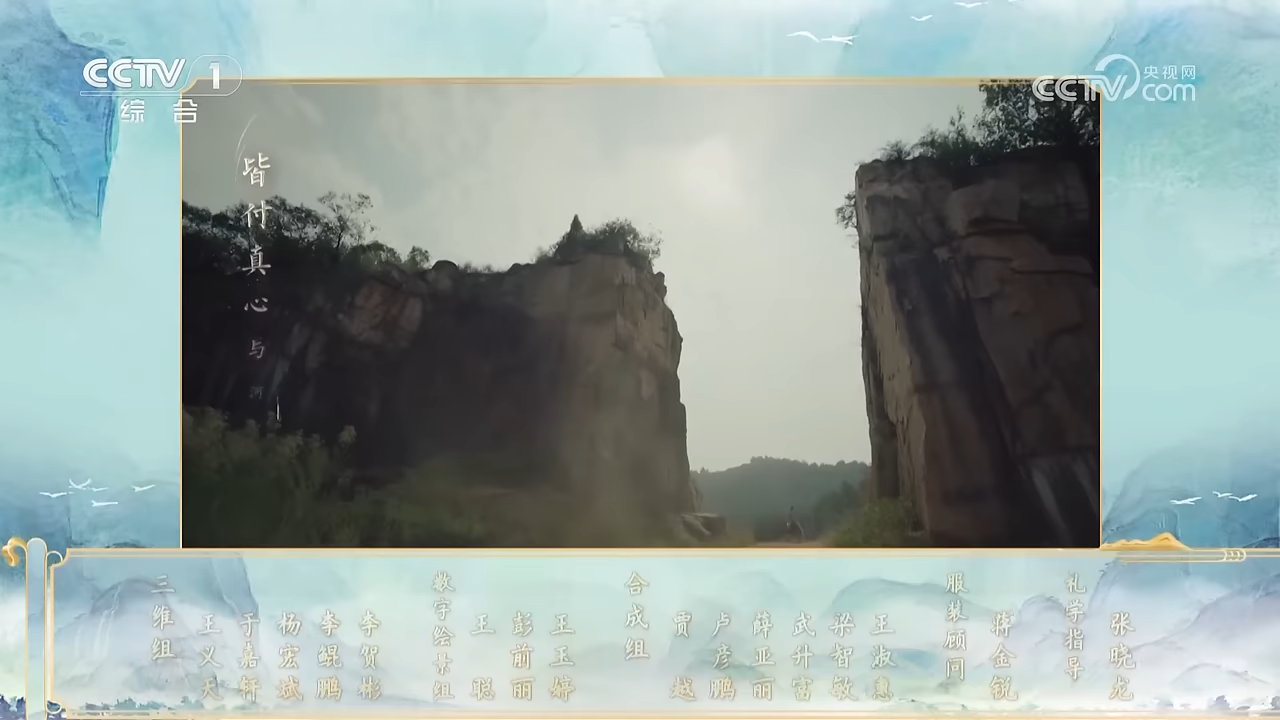 CCTV 1
综合
央视网
CCTV com
皆付真心与
三维组
王义天
于嘉轩
杨宏斌
李鲲鹏
李贺彬
数字绘景组
王聪
彭前丽
王玉婷
合成组
贾越
卢彦鹏
薛亚丽
武升富
梁智敏
王淑惠
服装顾问
蒋金锐
礼学指导
张晓龙